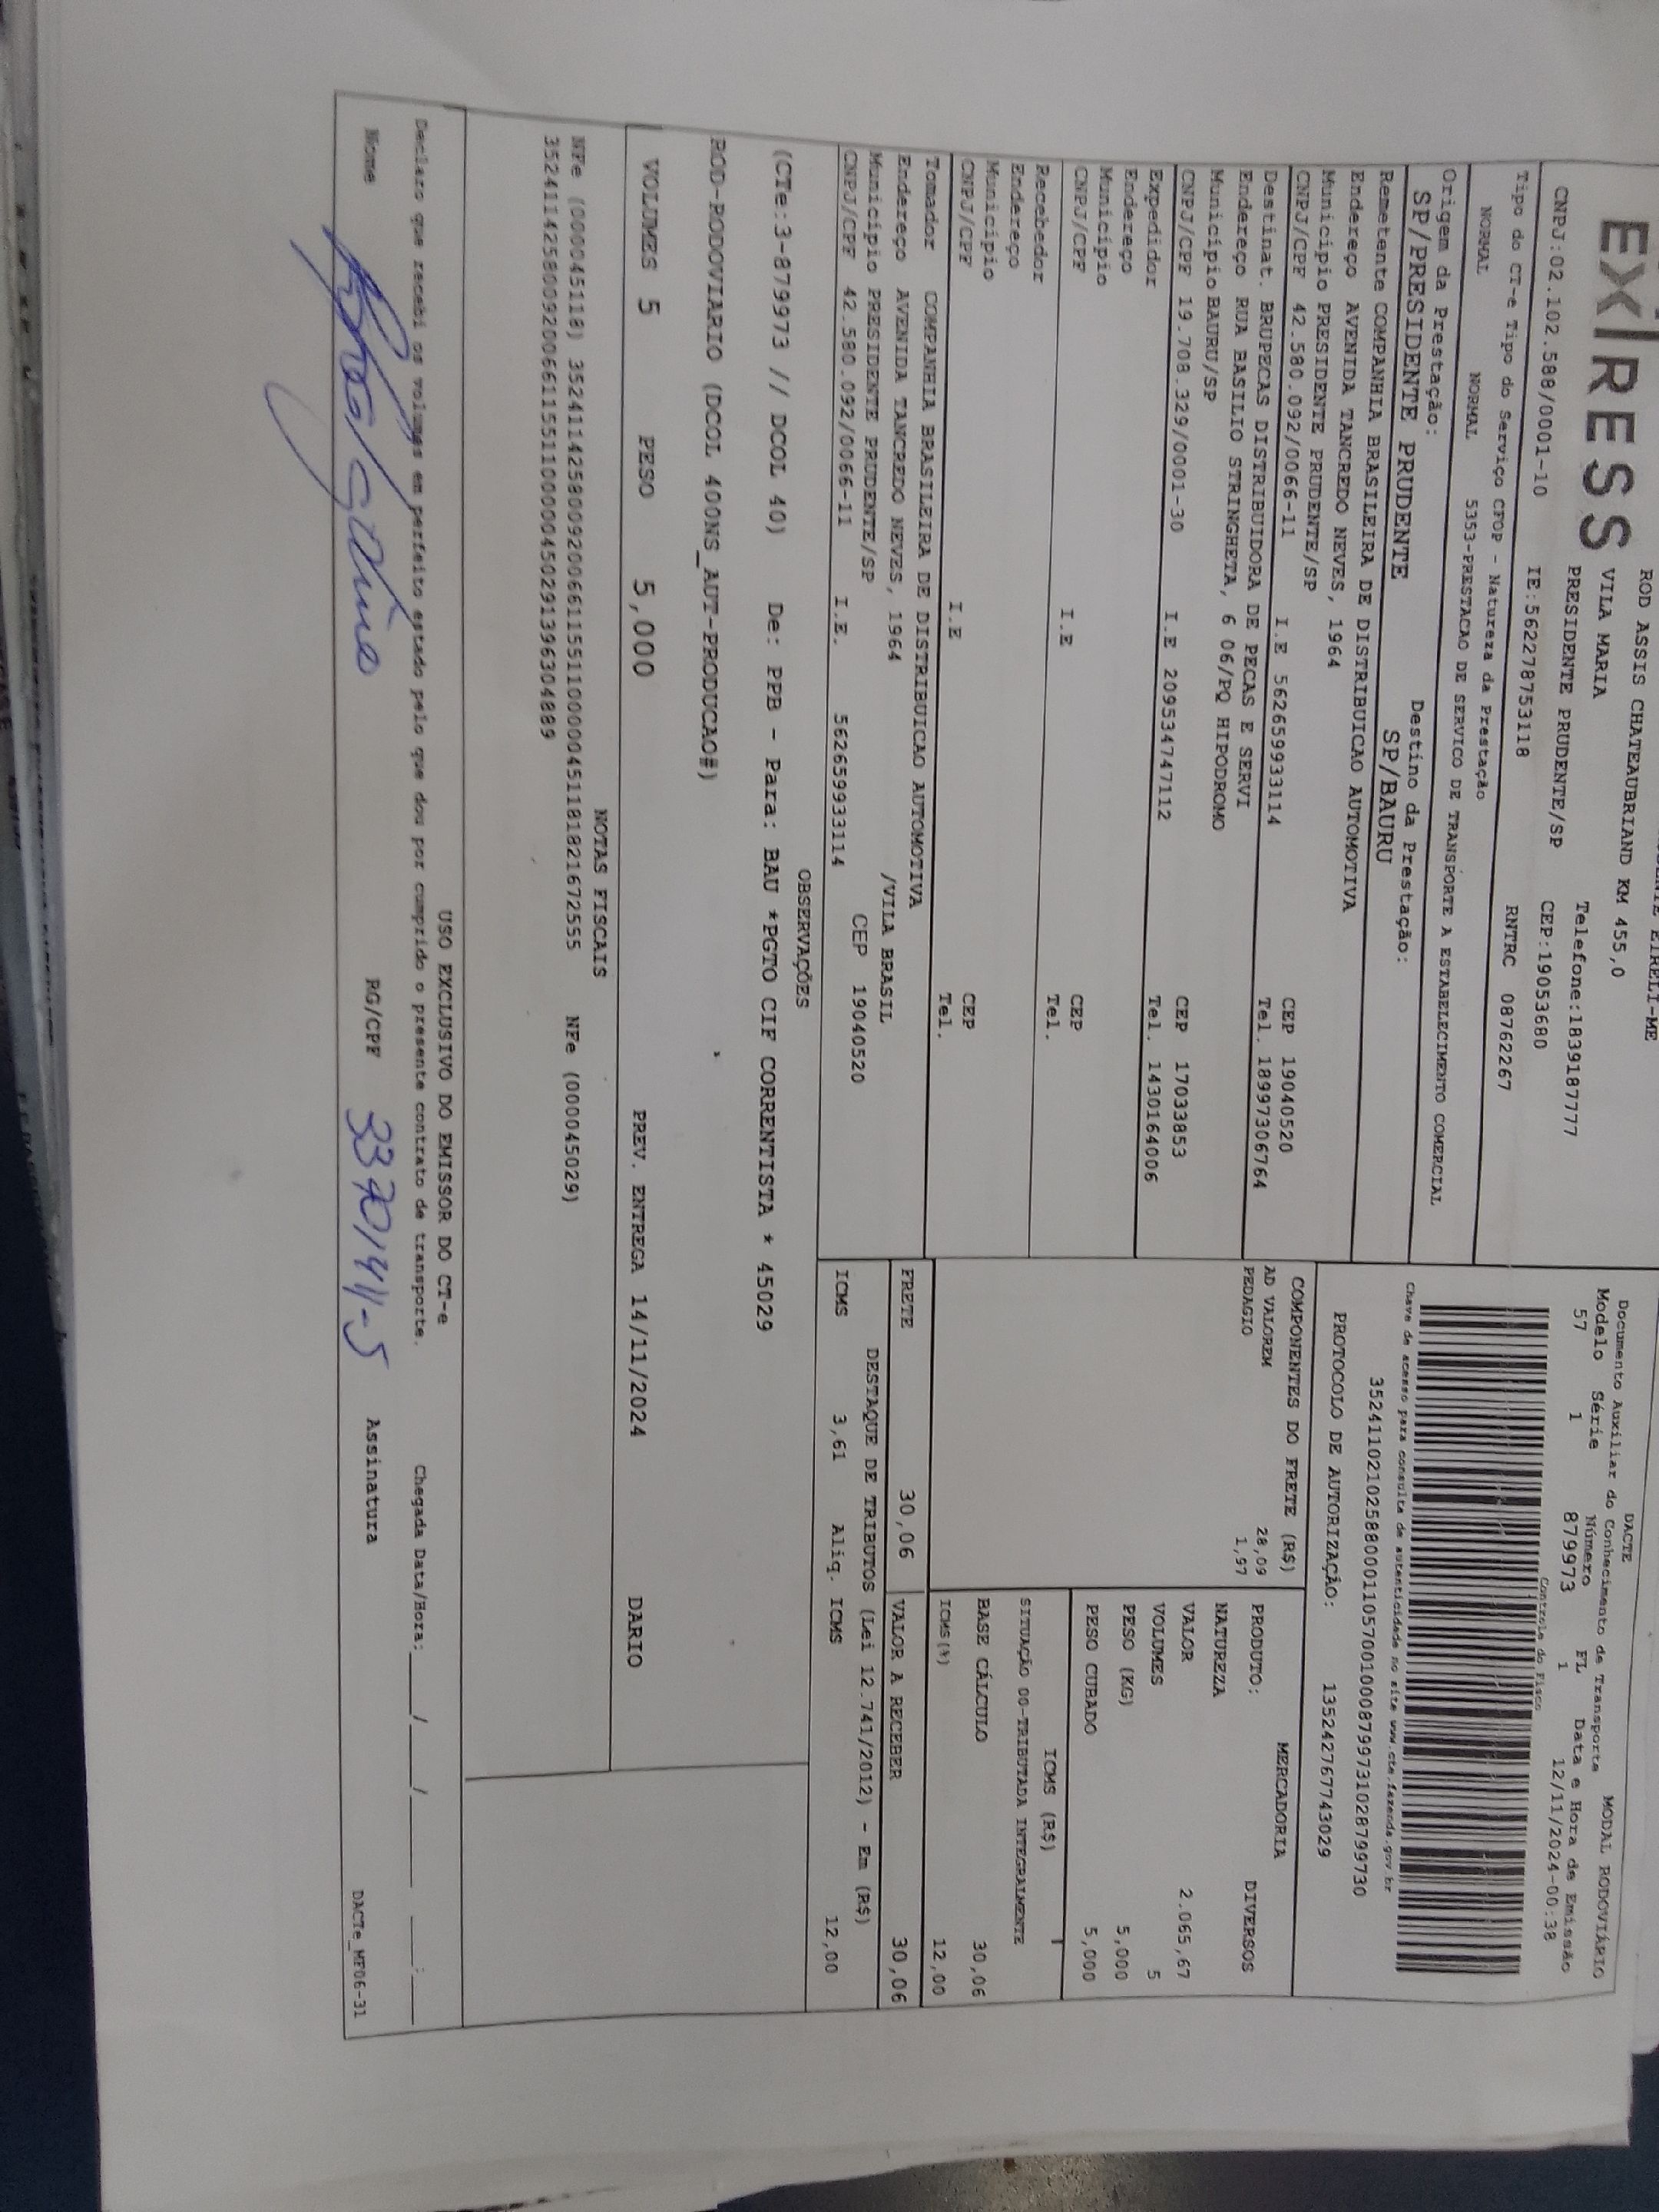 EXPRESS
ROD ASSIS CHATEAUBRIAND KM 455,0
VILA MARIA
PRESIDENTE PRUDENTE/SP
Telefone:1839187777
CNPJ:02.102.588/0001-10 IE:562278753118 CEP:19053680
Tipo do CT-e Tipo do Serviço CFOP - Natureza da Prestação RNTRC 08762267
NORMAL NORMAL 5353-PRESTACAO DE SERVICO DE TRANSPORTE A ESTABELECIMENTO COMERCIAL
Origem da Prestação: Destino da Prestação:
SP/PRESIDENTE PRUDENTE SP/BAURU
Remetente COMPANHIA BRASILEIRA DE DISTRIBUICAO AUTOMOTIVA
Endereço AVENIDA TANCREDO NEVES, 1964
Município PRESIDENTE PRUDENTE/SP CEP 19040520
CNPJ/CPF 42.580.092/0066-11 I.E 562659933114 Tel. 18997306764
Destinat. BRUPECAS DISTRIBUIDORA DE PECAS E SERVI
Endereço RUA BASILIO STRINGHETA, 6 06/PQ HIPODROMO
Município BAURU/SP CEP 17033853
CNPJ/CPF 19.708.329/0001-30 I.E 209534747112 Tel. 1430164006
Expedidor
Endereço
Município CEP
CNPJ/CPF I.E Tel.
Recebedor
Endereço
Município CEP
CNPJ/CPF I.E Tel.
Tomador COMPANHIA BRASILEIRA DE DISTRIBUICAO AUTOMOTIVA
Endereço AVENIDA TANCREDO NEVES, 1964 /VILA BRASIL
Município PRESIDENTE PRUDENTE/SP CEP 19040520
CNPJ/CPF 42.580.092/0066-11 I.E. 562659933114
DACTE MODAL RODOVIÁRIO
Documento Auxiliar do Conhecimento de Transporte
Modelo Série Número FL Data e Hora de Emissão
57 1 879973 1 12/11/2024-00:38
Controle do Fisco
Chave de acesso para consulta de autenticidade no site www.cte.fazenda.gov.br
35241102102588000110570010008799731028799730
PROTOCOLO DE AUTORIZAÇÃO: 135242767743029
COMPONENTES DO FRETE (R$)
AD VALOREM 28,09
PEDAGIO 1,97
MERCADORIA
PRODUTO: DIVERSOS
NATUREZA
VALOR 2.065,67
VOLUMES 5
PESO (KG) 5,000
PESO CUBADO 5,000
ICMS (R$)
SITUAÇÃO 00-TRIBUTADA INTEGRALMENTE
BASE CÁLCULO 30,06
ICMS(%) 12,00
FRETE 30,06 VALOR A RECEBER 30,06
DESTAQUE DE TRIBUTOS (Lei 12.741/2012) - Em (R$)
ICMS 3,61 Aliq. ICMS 12,00
OBSERVAÇÕES
(CTe:3-879973 // DCOL 40) De: PPB - Para: BAU *PGTO CIF CORRENTISTA * 45029
ROD-RODOVIARIO (DCOL 400NS_AUT-PRODUCAO#)
VOLUMES 5 PESO 5,000 PREV. ENTREGA 14/11/2024 DARIO
NOTAS FISCAIS
NFe (000045118) 35241142580092006611551100000451181821672555 NFe (000045029)
35241142580092006611551100000450291396304889
USO EXCLUSIVO DO EMISSOR DO CT-e
Declaro que recebi os volumes em perfeito estado pelo que dou por cumprido o presente contrato de transporte. Chegada Data/Hora: ___/___/____ ___:___
Nome RG/CPF 3370141-5 Assinatura
DACTe_MF06-31